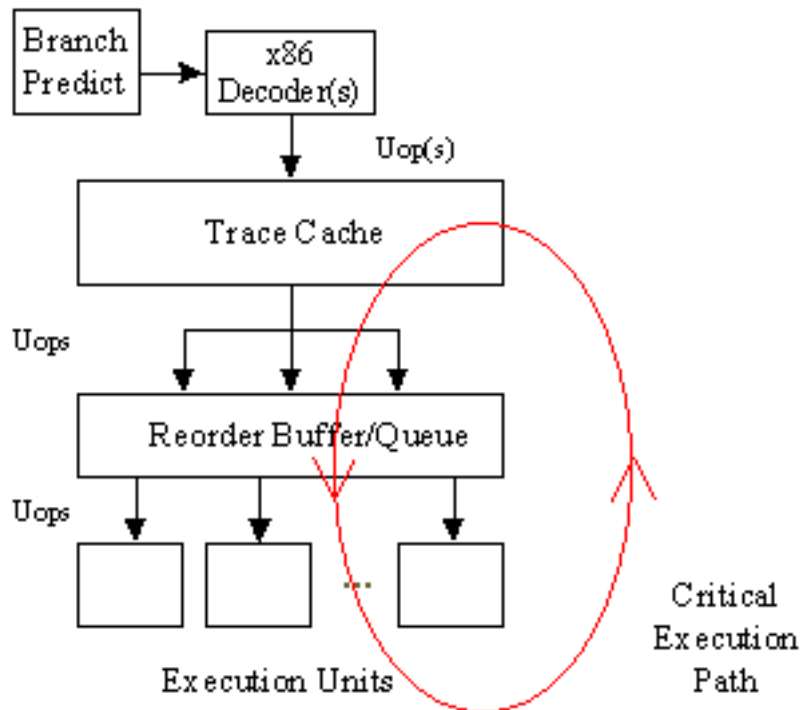 Branch
Predict
x86
Decoder(s)
Uop(s)
Trace Cache
Uops
Reorder Buffer/Queue
Uops
...
Critical
Execution
Path
Execution Units